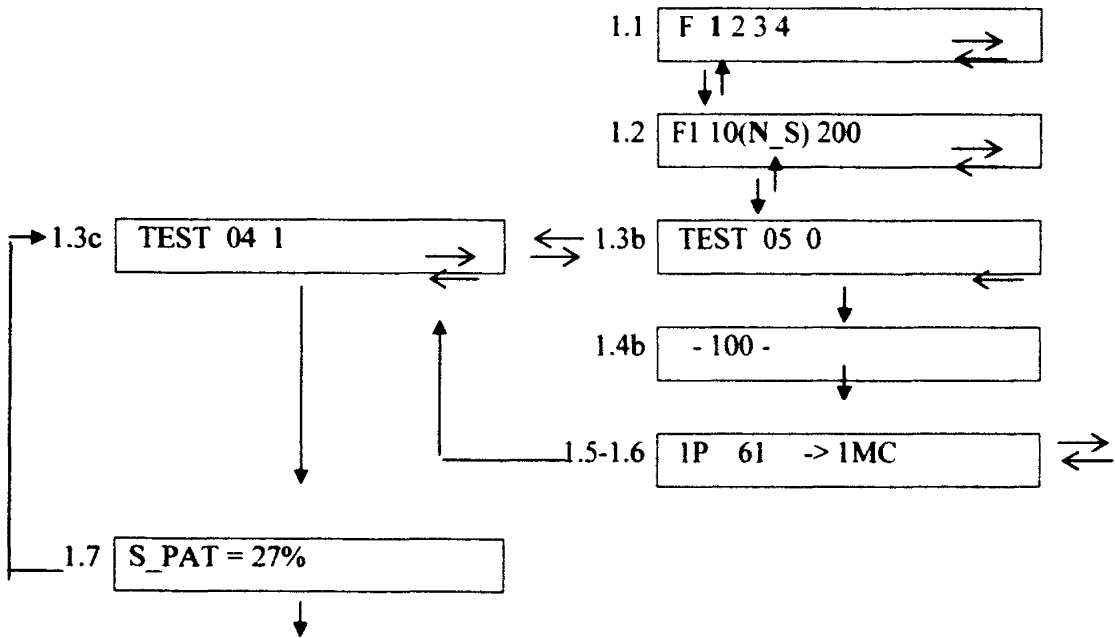 1.1 F 1 2 3 4
1.2 F1 10(N_S) 200
1.3c TEST 04 1
1.3b TEST 05 0
1.4b - 100 -
1.5-1.6 1P 61 -> 1MC
1.7 S_PAT = 27%